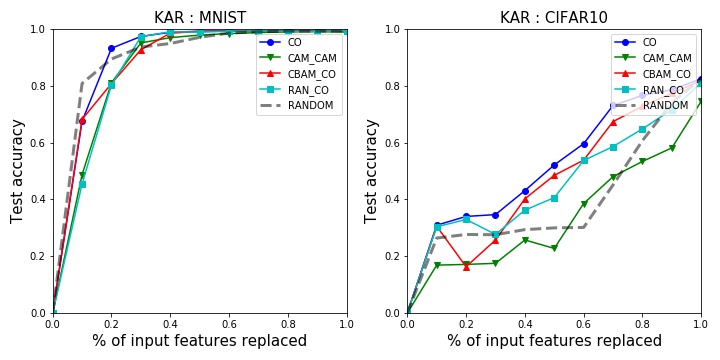 KAR : MNIST
Test accuracy
1.0
0.8
0.6
0.4
0.2
0.0
CO
CAM_CAM
CBAM_CO
RAN_CO
RANDOM
0.0 0.2 0.4 0.6 0.8 1.0
% of input features replaced
KAR : CIFAR10
Test accuracy
1.0
0.8
0.6
0.4
0.2
0.0
CO
CAM_CAM
CBAM_CO
RAN_CO
RANDOM
0.0 0.2 0.4 0.6 0.8 1.0
% of input features replaced